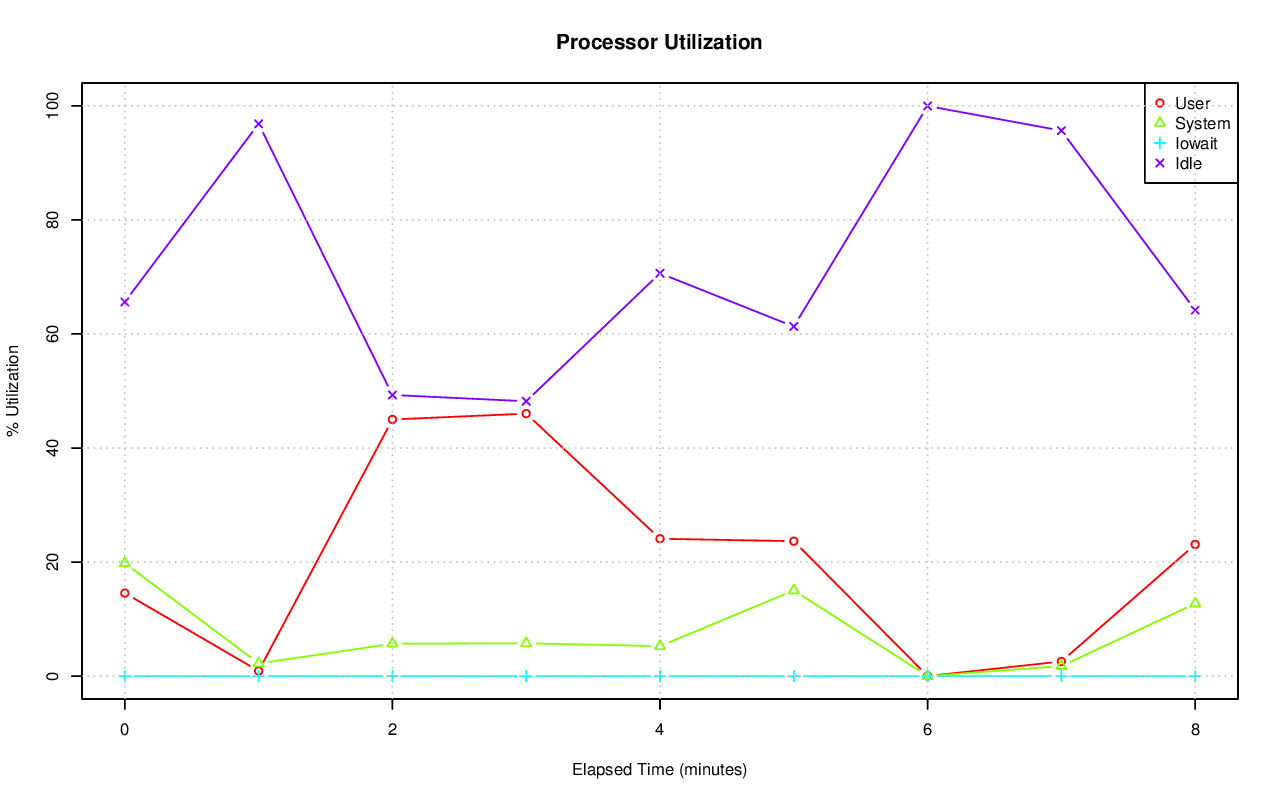 Processor Utilization
% Utilization
100
80
60
40
20
0
User
System
Iowait
Idle
0 2 4 6 8
Elapsed Time (minutes)